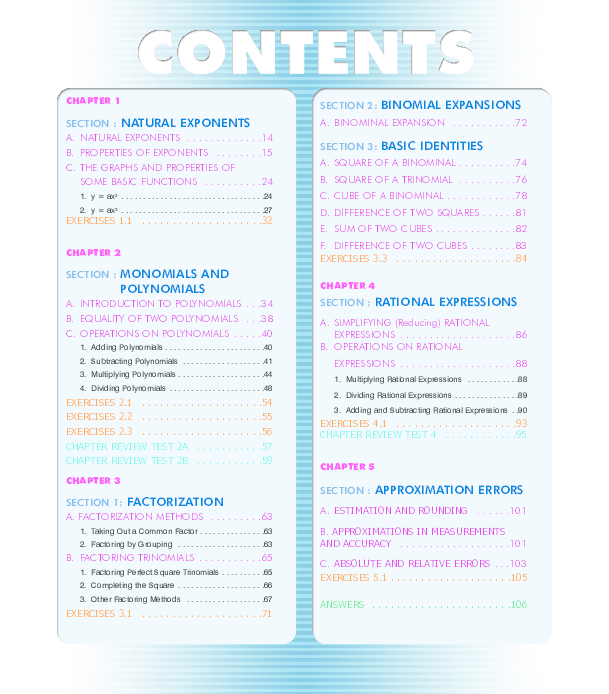 CONTENTS
CHAPTER 1
SECTION : NATURAL EXPONENTS
A. NATURAL EXPONENTS . . . . . . . . . . . . .14
B. PROPERTIES OF EXPONENTS . . . . . . . .15
C. THE GRAPHS AND PROPERTIES OF
SOME BASIC FUNCTIONS . . . . . . . . . .24
1. y = ax² . . . . . . . . . . . . . . . . . . . . . . . . . . . . . . . .24
2. y = ax³ . . . . . . . . . . . . . . . . . . . . . . . . . . . . . . . .27
EXERCISES 1.1 . . . . . . . . . . . . . . . . . . .32
CHAPTER 2
SECTION : MONOMIALS AND
POLYNOMIALS
A. INTRODUCTION TO POLYNOMIALS . . .34
B. EQUALITY OF TWO POLYNOMIALS . . .38
C. OPERATIONS ON POLYNOMIALS . . . . .40
1. Adding Polynomials . . . . . . . . . . . . . . . . . . . . . . .40
2. Subtracting Polynomials . . . . . . . . . . . . . . . . . . . .41
3. Multiplying Polynomials . . . . . . . . . . . . . . . . . . . .44
4. Dividing Polynomials . . . . . . . . . . . . . . . . . . . . . .48
EXERCISES 2.1 . . . . . . . . . . . . . . . . . . .54
EXERCISES 2.2 . . . . . . . . . . . . . . . . . . .55
EXERCISES 2.3 . . . . . . . . . . . . . . . . . . .56
CHAPTER REVIEW TEST 2A . . . . . . . . . . .57
CHAPTER REVIEW TEST 2B . . . . . . . . . . .59
CHAPTER 3
SECTION 1: FACTORIZATION
A. FACTORIZATION METHODS . . . . . . . . .63
1. Taking Out a Common Factor . . . . . . . . . . . . . . .63
2. Factoring by Grouping . . . . . . . . . . . . . . . . . . . .63
B. FACTORING TRINOMIALS . . . . . . . . . . .65
1. Factoring Perfect Square Trinomials . . . . . . . . . .65
2. Completing the Square . . . . . . . . . . . . . . . . . . . .66
3. Other Factoring Methods . . . . . . . . . . . . . . . . . .67
EXERCISES 3.1 . . . . . . . . . . . . . . . . . . .71
SECTION 2: BINOMIAL EXPANSIONS
A. BINOMINAL EXPANSION . . . . . . . . . . .72
SECTION 3: BASIC IDENTITIES
A. SQUARE OF A BINOMINAL . . . . . . . . . .74
B. SQUARE OF A TRINOMIAL . . . . . . . . . .76
C. CUBE OF A BINOMINAL . . . . . . . . . . . .78
D. DIFFERENCE OF TWO SQUARES . . . . . .81
E. SUM OF TWO CUBES . . . . . . . . . . . . . .82
F. DIFFERENCE OF TWO CUBES . . . . . . . .83
EXERCISES 3.3 . . . . . . . . . . . . . . . . . . .84
CHAPTER 4
SECTION : RATIONAL EXPRESSIONS
A. SIMPLIFYING (Reducing) RATIONAL
EXPRESSIONS . . . . . . . . . . . . . . . . . . .86
B. OPERATIONS ON RATIONAL
EXPRESSIONS . . . . . . . . . . . . . . . . . . .88
1. Multiplying Rational Expressions . . . . . . . . . . . .88
2. Dividing Rational Expressions . . . . . . . . . . . . . .89
3. Adding and Subtracting Rational Expressions . .90
EXERCISES 4.1 . . . . . . . . . . . . . . . . . . .93
CHAPTER REVIEW TEST 4 . . . . . . . . . . . .95
CHAPTER 5
SECTION : APPROXIMATION ERRORS
A. ESTIMATION AND ROUNDING . . . . . .101
B. APPROXIMATIONS IN MEASUREMENTS
AND ACCURACY . . . . . . . . . . . . . . . . . .101
C. ABSOLUTE AND RELATIVE ERRORS . . .103
EXERCISES 5.1 . . . . . . . . . . . . . . . . . . . .105
ANSWERS . . . . . . . . . . . . . . . . . . . . . . .106